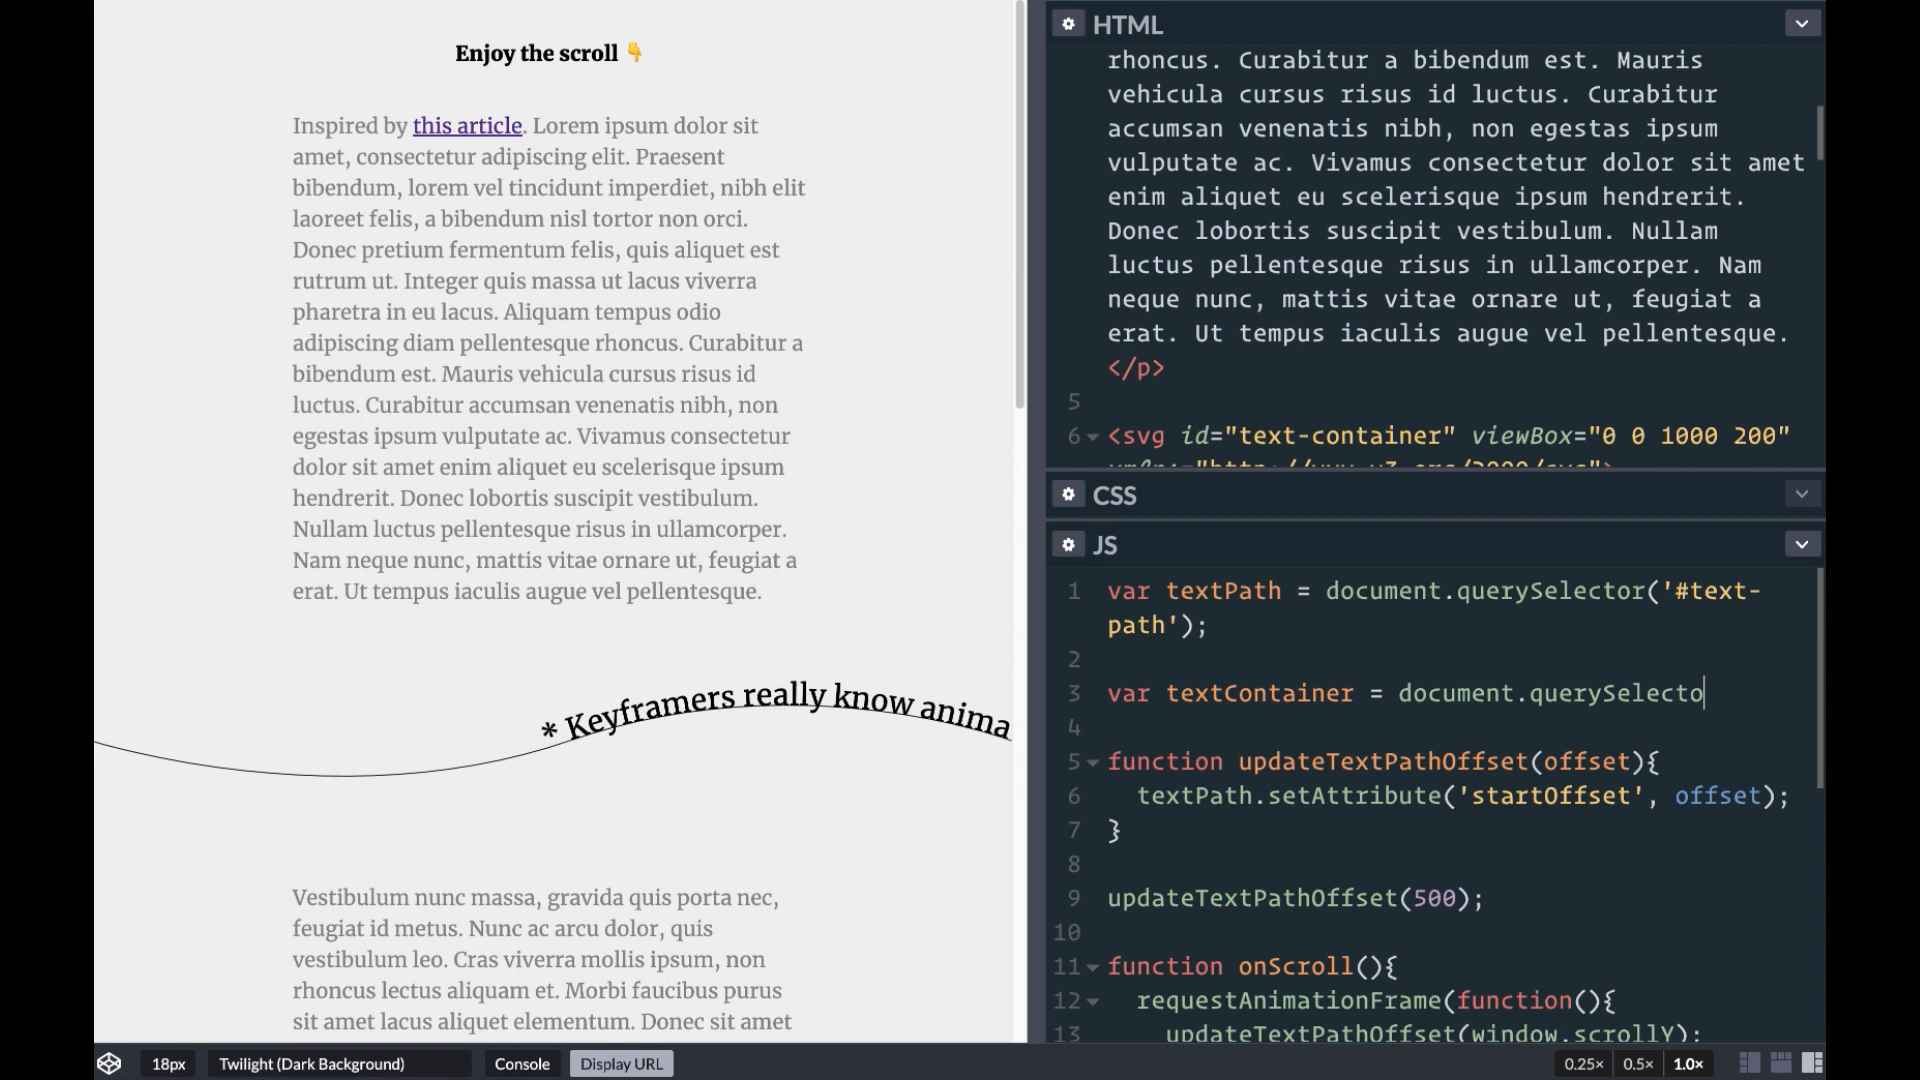 Enjoy the scroll 👇
Inspired by this article. Lorem ipsum dolor sit
amet, consectetur adipiscing elit. Praesent
bibendum, lorem vel tincidunt imperdiet, nibh elit
laoreet felis, a bibendum nisl tortor non orci.
Donec pretium fermentum felis, quis aliquet est
rutrum ut. Integer quis massa ut lacus viverra
pharetra in eu lacus. Aliquam tempus odio
adipiscing diam pellentesque rhoncus. Curabitur a
bibendum est. Mauris vehicula cursus risus id
luctus. Curabitur accumsan venenatis nibh, non
egestas ipsum vulputate ac. Vivamus consectetur
dolor sit amet enim aliquet eu scelerisque ipsum
hendrerit. Donec lobortis suscipit vestibulum.
Nullam luctus pellentesque risus in ullamcorper.
Nam neque nunc, mattis vitae ornare ut, feugiat a
erat. Ut tempus iaculis augue vel pellentesque.
* Keyframers really know anima
Vestibulum nunc massa, gravida quis porta nec,
feugiat id metus. Nunc ac arcu dolor, quis
vestibulum leo. Cras viverra mollis ipsum, non
rhoncus lectus aliquam et. Morbi faucibus purus
sit amet lacus aliquet elementum. Donec sit amet
HTML
rhoncus. Curabitur a bibendum est. Mauris
vehicula cursus risus id luctus. Curabitur
accumsan venenatis nibh, non egestas ipsum
vulputate ac. Vivamus consectetur dolor sit amet
enim aliquet eu scelerisque ipsum hendrerit.
Donec lobortis suscipit vestibulum. Nullam
luctus pellentesque risus in ullamcorper. Nam
neque nunc, mattis vitae ornare ut, feugiat a
erat. Ut tempus iaculis augue vel pellentesque.
</p>
5
6 <svg id="text-container" viewBox="0 0 1000 200"
xmlns="http://www.w3.org/2000/svg">
CSS
JS
1 var textPath = document.querySelector('#text-
path');
2
3 var textContainer = document.querySelecto
4
5 function updateTextPathOffset(offset){
6 textPath.setAttribute('startOffset', offset);
7 }
8
9 updateTextPathOffset(500);
10
11 function onScroll(){
12 requestAnimationFrame(function(){
13 updateTextPathOffset(window.scrollY);
18px Twilight (Dark Background) Console Display URL 0.25× 0.5× 1.0×